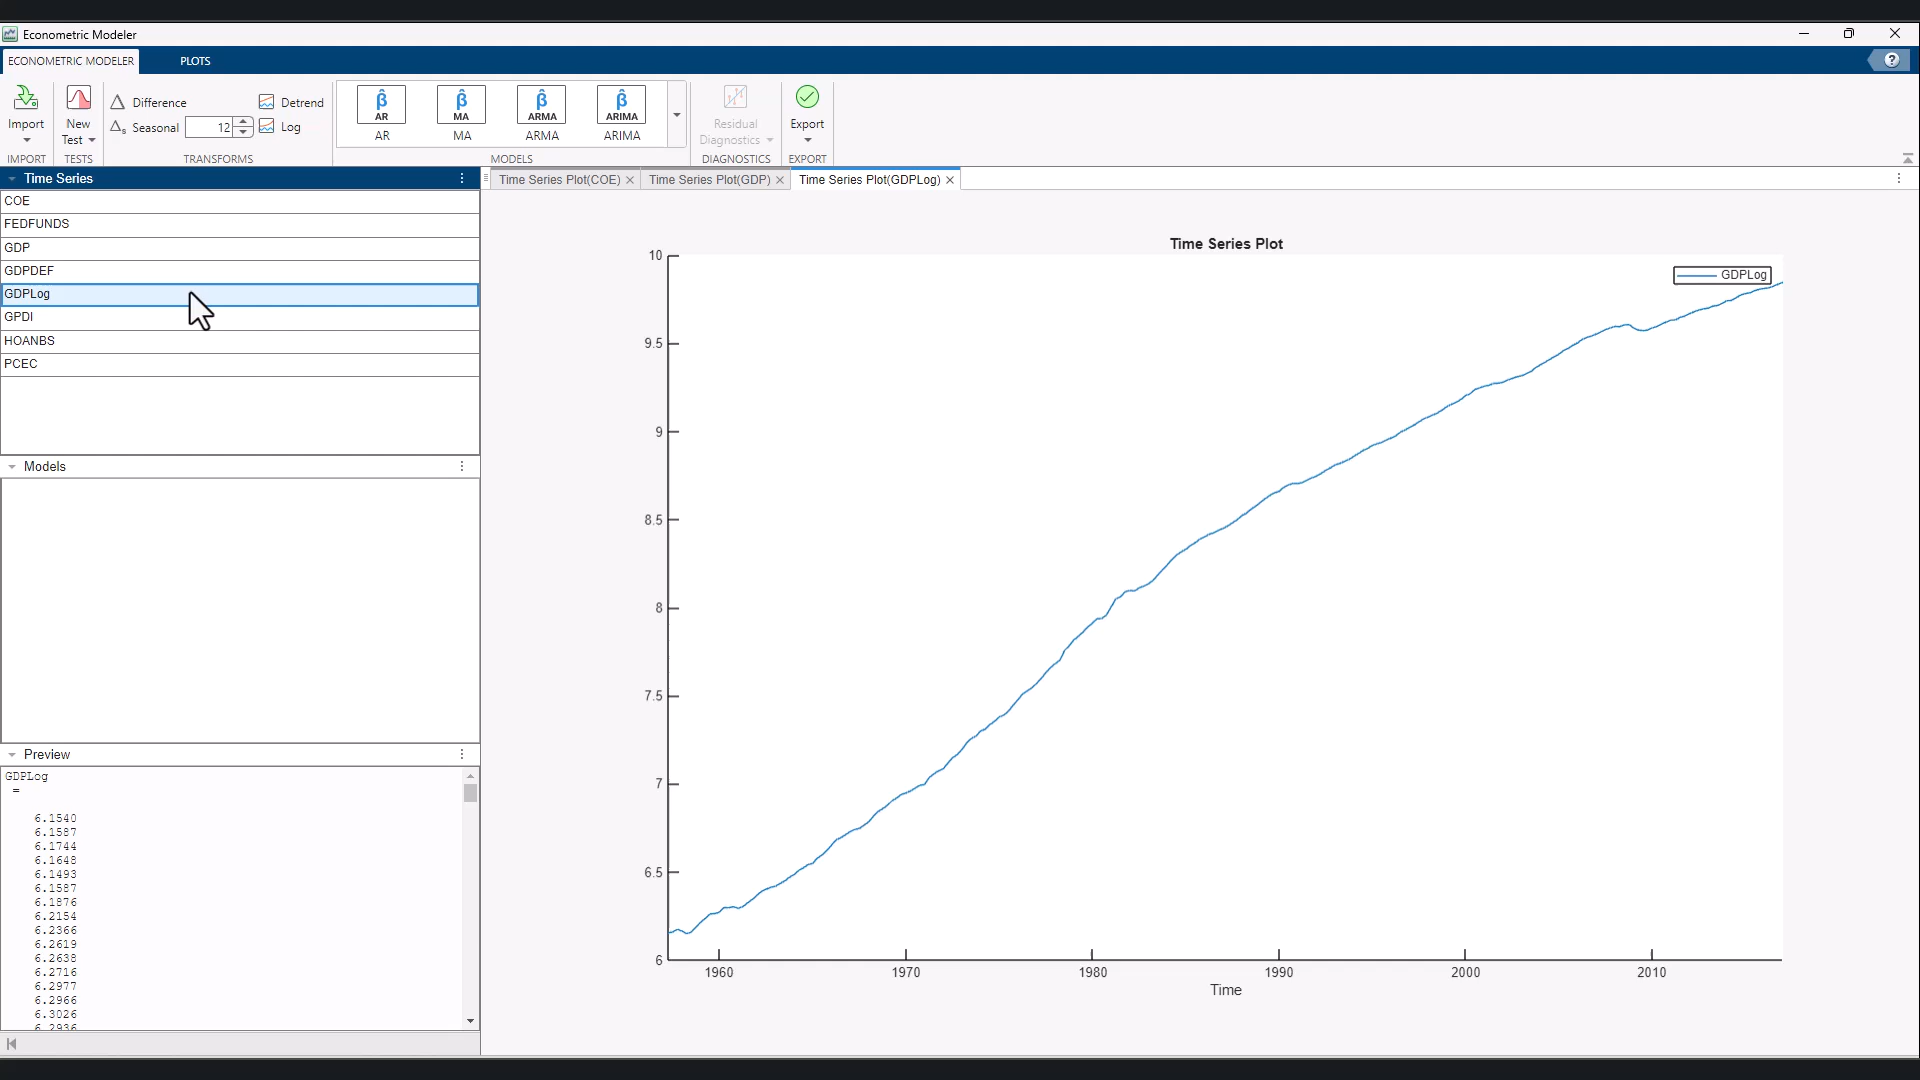 Econometric Modeler
ECONOMETRIC MODELER
PLOTS
?
Import
New
Test
Difference
Seasonal
12
Detrend
Log
β̂
AR
AR
β̂
MA
MA
β̂
ARMA
ARMA
β̂
ARIMA
ARIMA
Residual
Diagnostics
Export
IMPORT
TESTS
TRANSFORMS
MODELS
DIAGNOSTICS
EXPORT
Time Series
COE
FEDFUNDS
GDP
GDPDEF
GDPLog
GPDI
HOANBS
PCEC
Models
Preview
GDPLog
=
6.1540
6.1587
6.1744
6.1648
6.1493
6.1587
6.1876
6.2154
6.2366
6.2619
6.2638
6.2716
6.2977
6.2966
6.3026
6.2936
Time Series Plot(COE)
Time Series Plot(GDP)
Time Series Plot(GDPLog)
Time Series Plot
GDPLog
10
9.5
9
8.5
8
7.5
7
6.5
6
1960
1970
1980
1990
2000
2010
Time